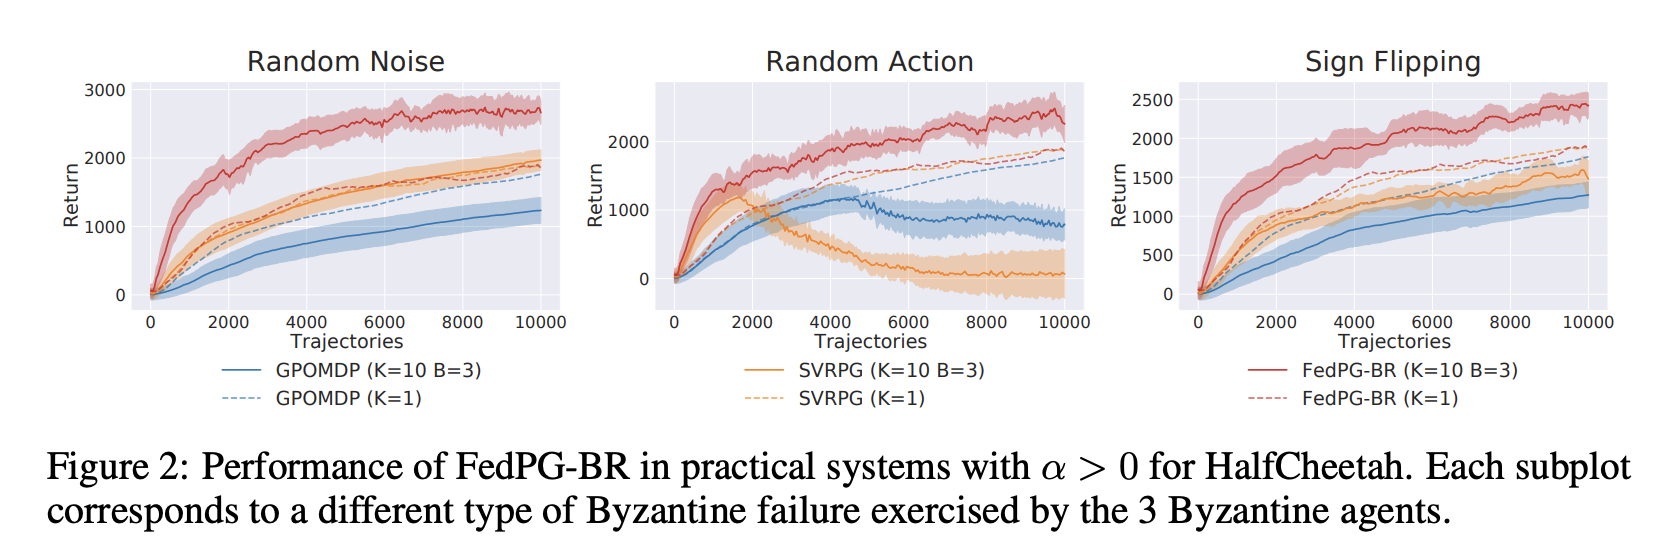 Random Noise
Random Action
Sign Flipping
3000
2000
1000
0
Return
0 2000 4000 6000 8000 10000
Trajectories
2000
1000
0
Return
0 2000 4000 6000 8000 10000
Trajectories
2500
2000
1500
1000
500
0
Return
0 2000 4000 6000 8000 10000
Trajectories
GPOMDP (K=10 B=3)
GPOMDP (K=1)
SVRPG (K=10 B=3)
SVRPG (K=1)
FedPG-BR (K=10 B=3)
FedPG-BR (K=1)
Figure 2: Performance of FedPG-BR in practical systems with α > 0 for HalfCheetah. Each subplot
corresponds to a different type of Byzantine failure exercised by the 3 Byzantine agents.